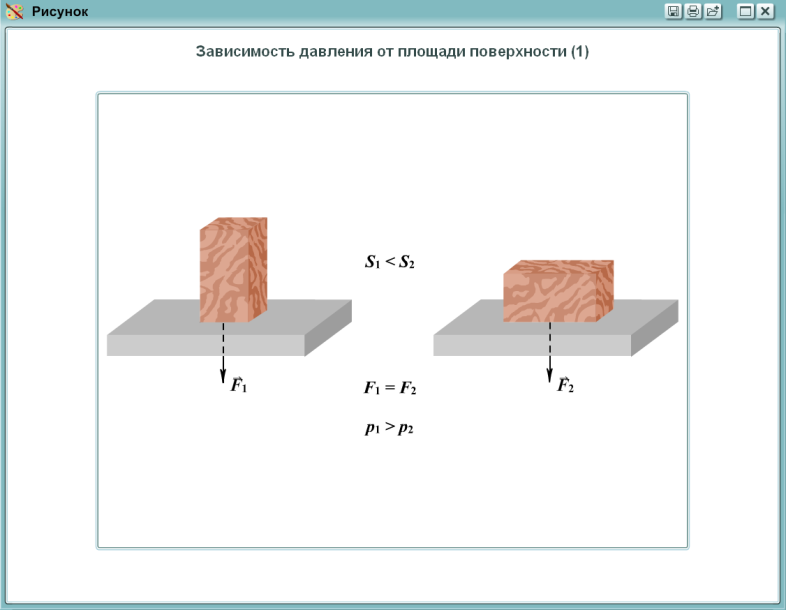 Рисунок
Зависимость давления от площади поверхности (1)
S₁ < S₂
F₁
F₂
F₁ = F₂
p₁ > p₂